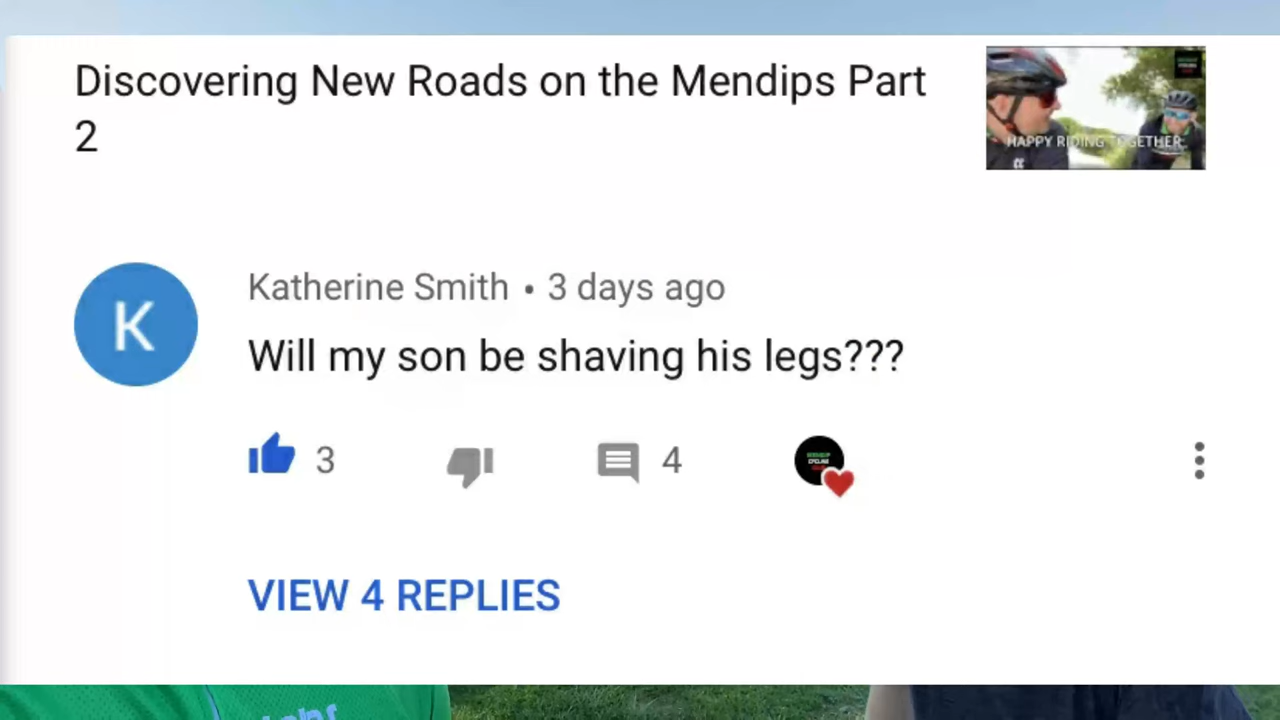 Discovering New Roads on the Mendips Part
2
HAPPY RIDING TOGETHER
K
Katherine Smith • 3 days ago
Will my son be shaving his legs???
3
4
VIEW 4 REPLIES